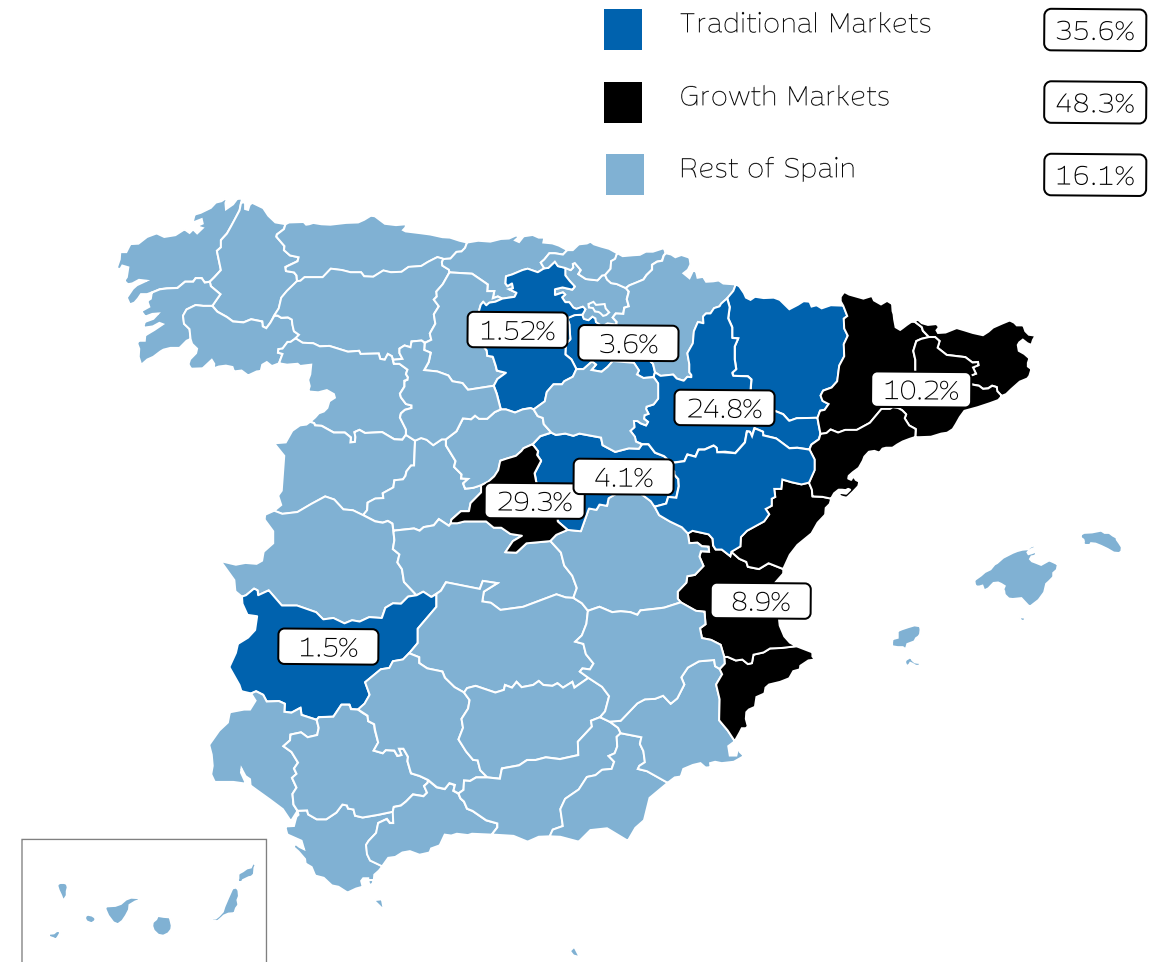 Traditional Markets 35.6%
Growth Markets 48.3%
Rest of Spain 16.1%
1.52%
3.6%
10.2%
24.8%
4.1%
29.3%
8.9%
1.5%